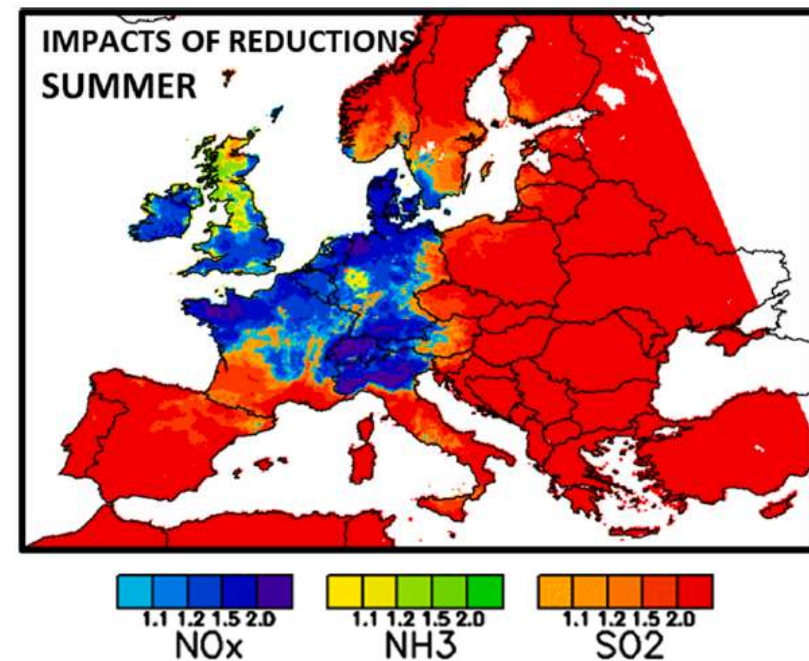 IMPACTS OF REDUCTIONS
SUMMER
1.1 1.2 1.5 2.0 1.1 1.2 1.5 2.0 1.1 1.2 1.5 2.0
NOx NH3 SO2